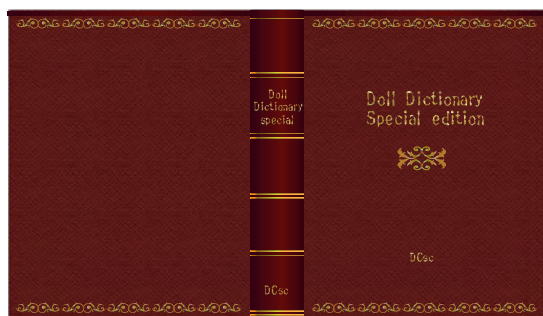 Doll
Dictionary
special
DCsc
Doll Dictionary
Special edition
DCsc